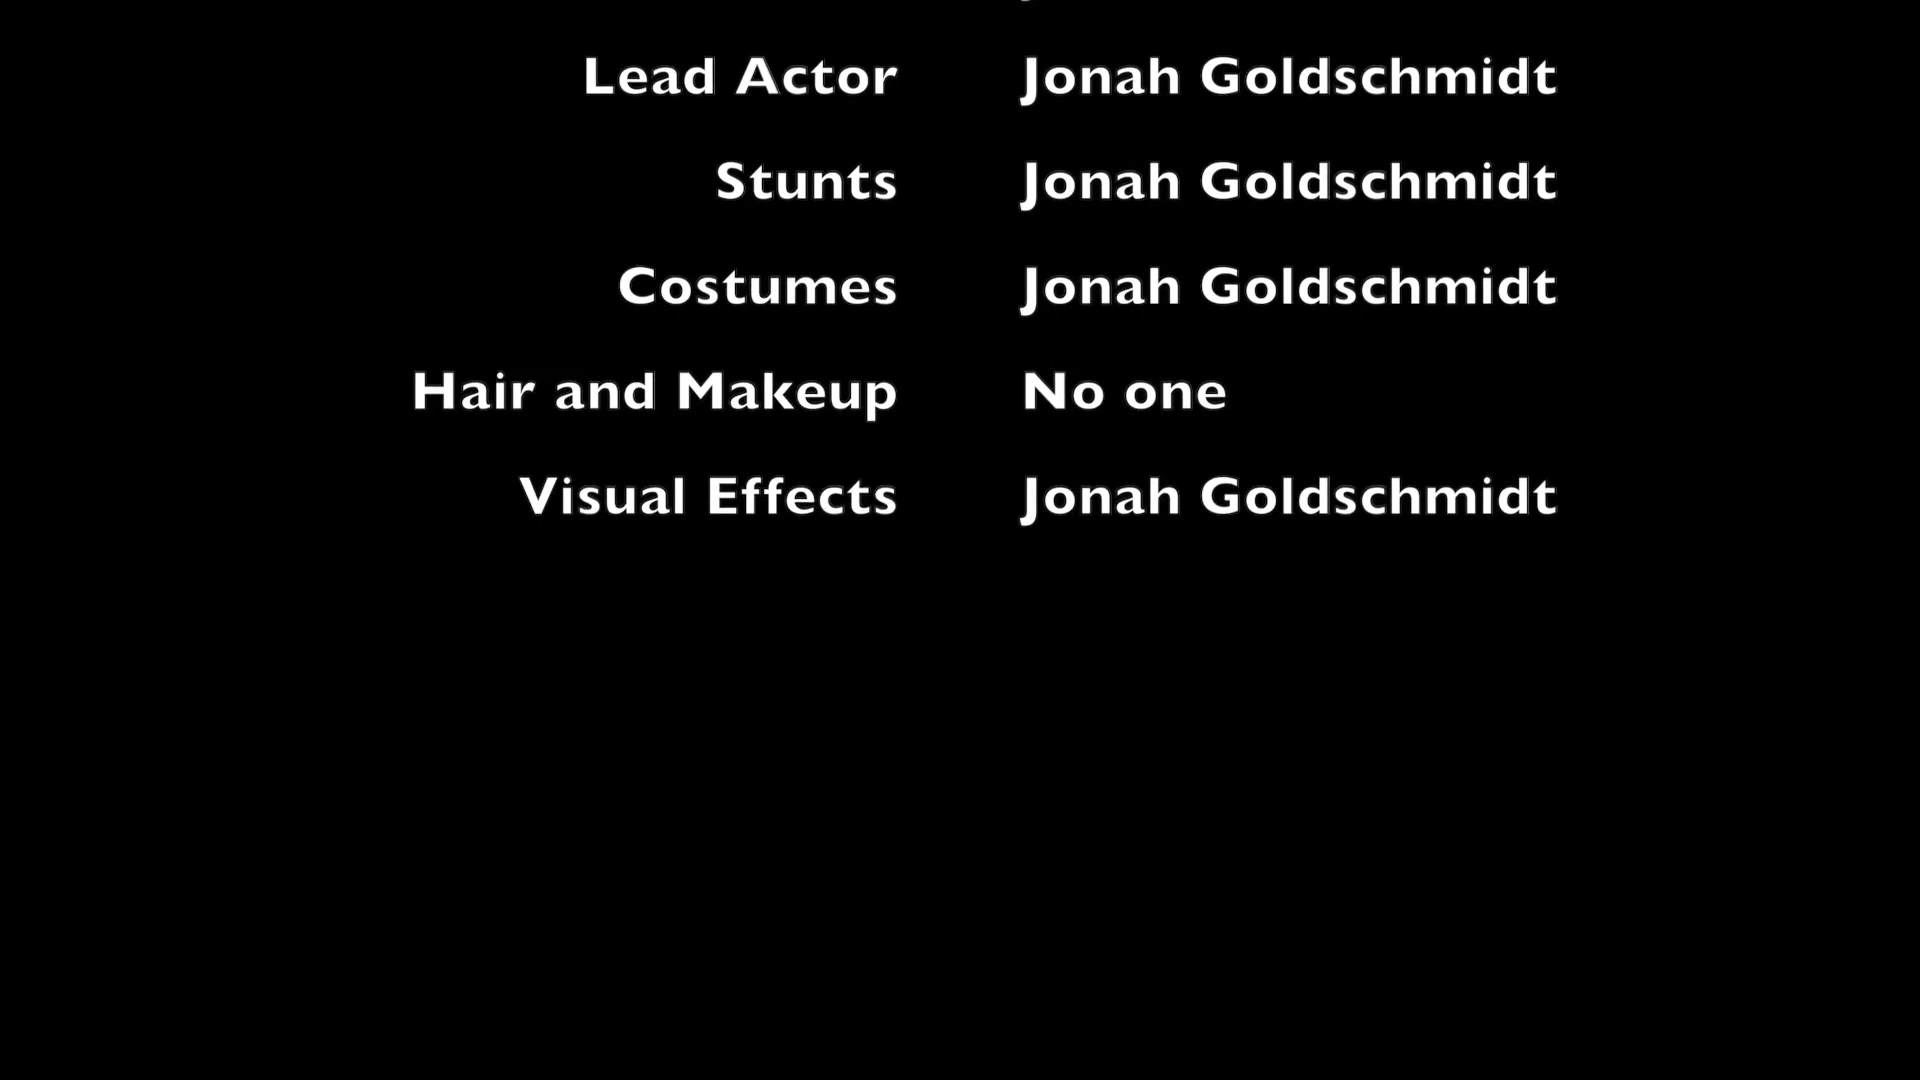 Lead Actor Jonah Goldschmidt
Stunts Jonah Goldschmidt
Costumes Jonah Goldschmidt
Hair and Makeup No one
Visual Effects Jonah Goldschmidt